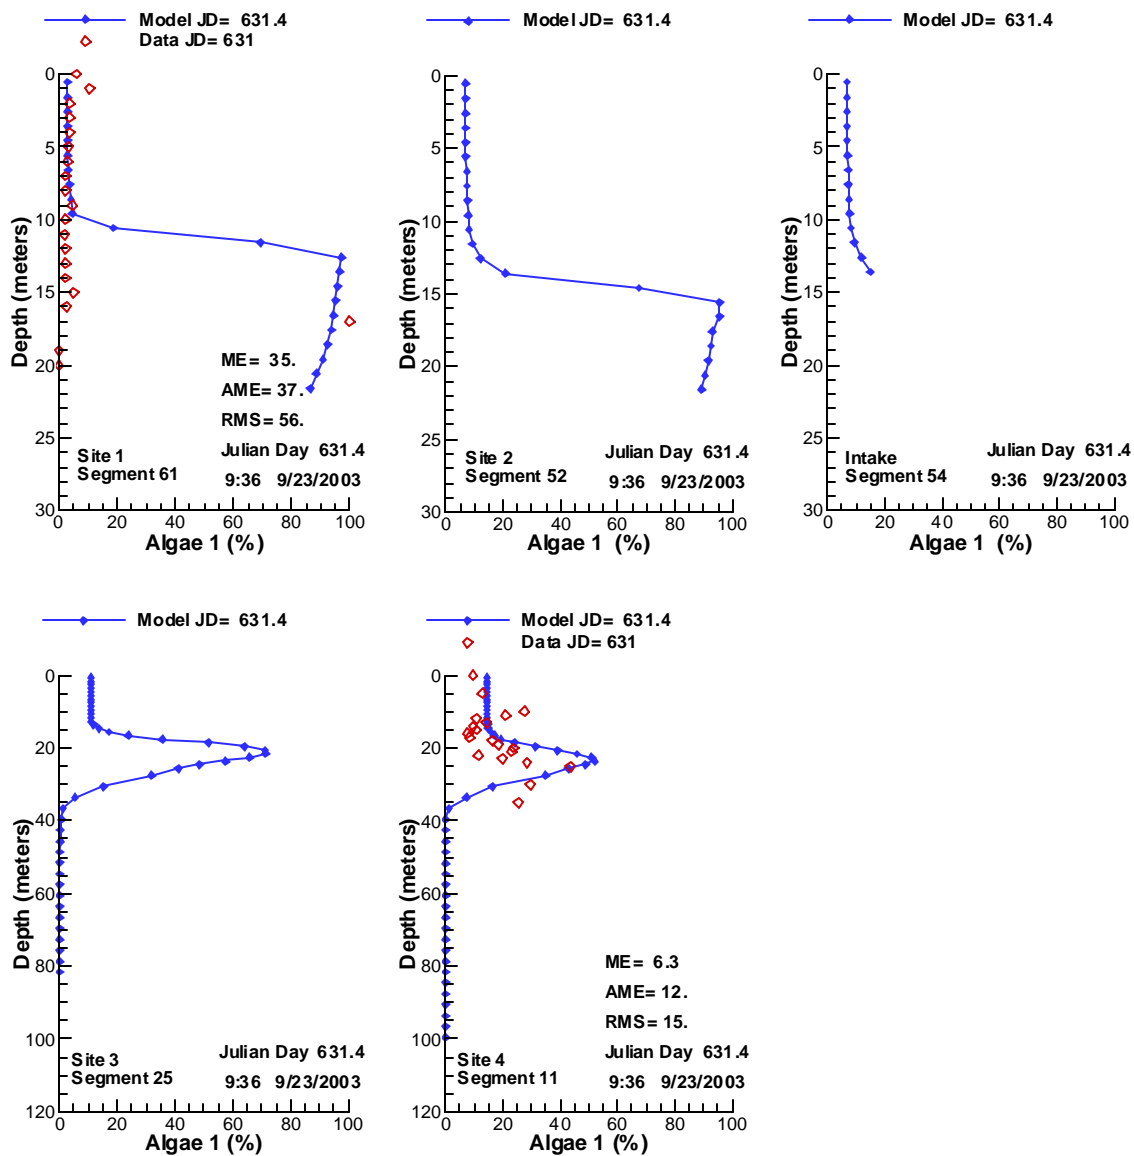 Model JD= 631.4
Data JD= 631
0
5
10
15
20
25
30
Depth (meters)
ME= 35.
AME= 37.
RMS= 56.
Julian Day 631.4
9:36 9/23/2003
Site 1
Segment 61
0 20 40 60 80 100
Algae 1 (%)
Model JD= 631.4
0
5
10
15
20
25
30
Depth (meters)
Julian Day 631.4
9:36 9/23/2003
Site 2
Segment 52
0 20 40 60 80 100
Algae 1 (%)
Model JD= 631.4
0
5
10
15
20
25
30
Depth (meters)
Julian Day 631.4
9:36 9/23/2003
Intake
Segment 54
0 20 40 60 80 100
Algae 1 (%)
Model JD= 631.4
0
20
40
60
80
100
120
Depth (meters)
Julian Day 631.4
9:36 9/23/2003
Site 3
Segment 25
0 20 40 60 80 100
Algae 1 (%)
Model JD= 631.4
Data JD= 631
0
20
40
60
80
100
120
Depth (meters)
ME= 6.3
AME= 12.
RMS= 15.
Julian Day 631.4
9:36 9/23/2003
Site 4
Segment 11
0 20 40 60 80 100
Algae 1 (%)